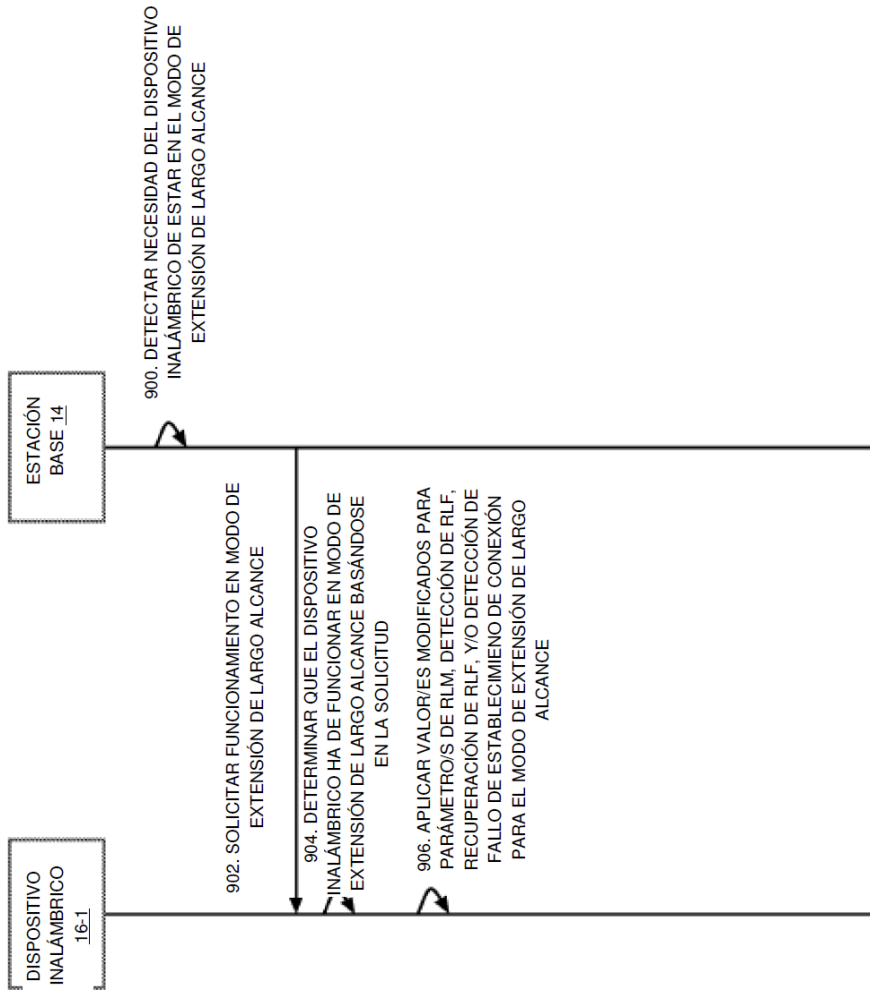 DISPOSITIVO
INALÁMBRICO
16-1
ESTACIÓN
BASE 14
900. DETECTAR NECESIDAD DEL DISPOSITIVO
INALÁMBRICO DE ESTAR EN EL MODO DE
EXTENSIÓN DE LARGO ALCANCE
902. SOLICITAR FUNCIONAMIENTO EN MODO DE
EXTENSIÓN DE LARGO ALCANCE
904. DETERMINAR QUE EL DISPOSITIVO
INALÁMBRICO HA DE FUNCIONAR EN MODO DE
EXTENSIÓN DE LARGO ALCANCE BASÁNDOSE
EN LA SOLICITUD
906. APLICAR VALOR/ES MODIFICADOS PARA
PARÁMETRO/S DE RLM, DETECCIÓN DE RLF,
RECUPERACIÓN DE RLF, Y/O DETECCIÓN DE
FALLO DE ESTABLECIMIENO DE CONEXIÓN
PARA EL MODO DE EXTENSIÓN DE LARGO
ALCANCE